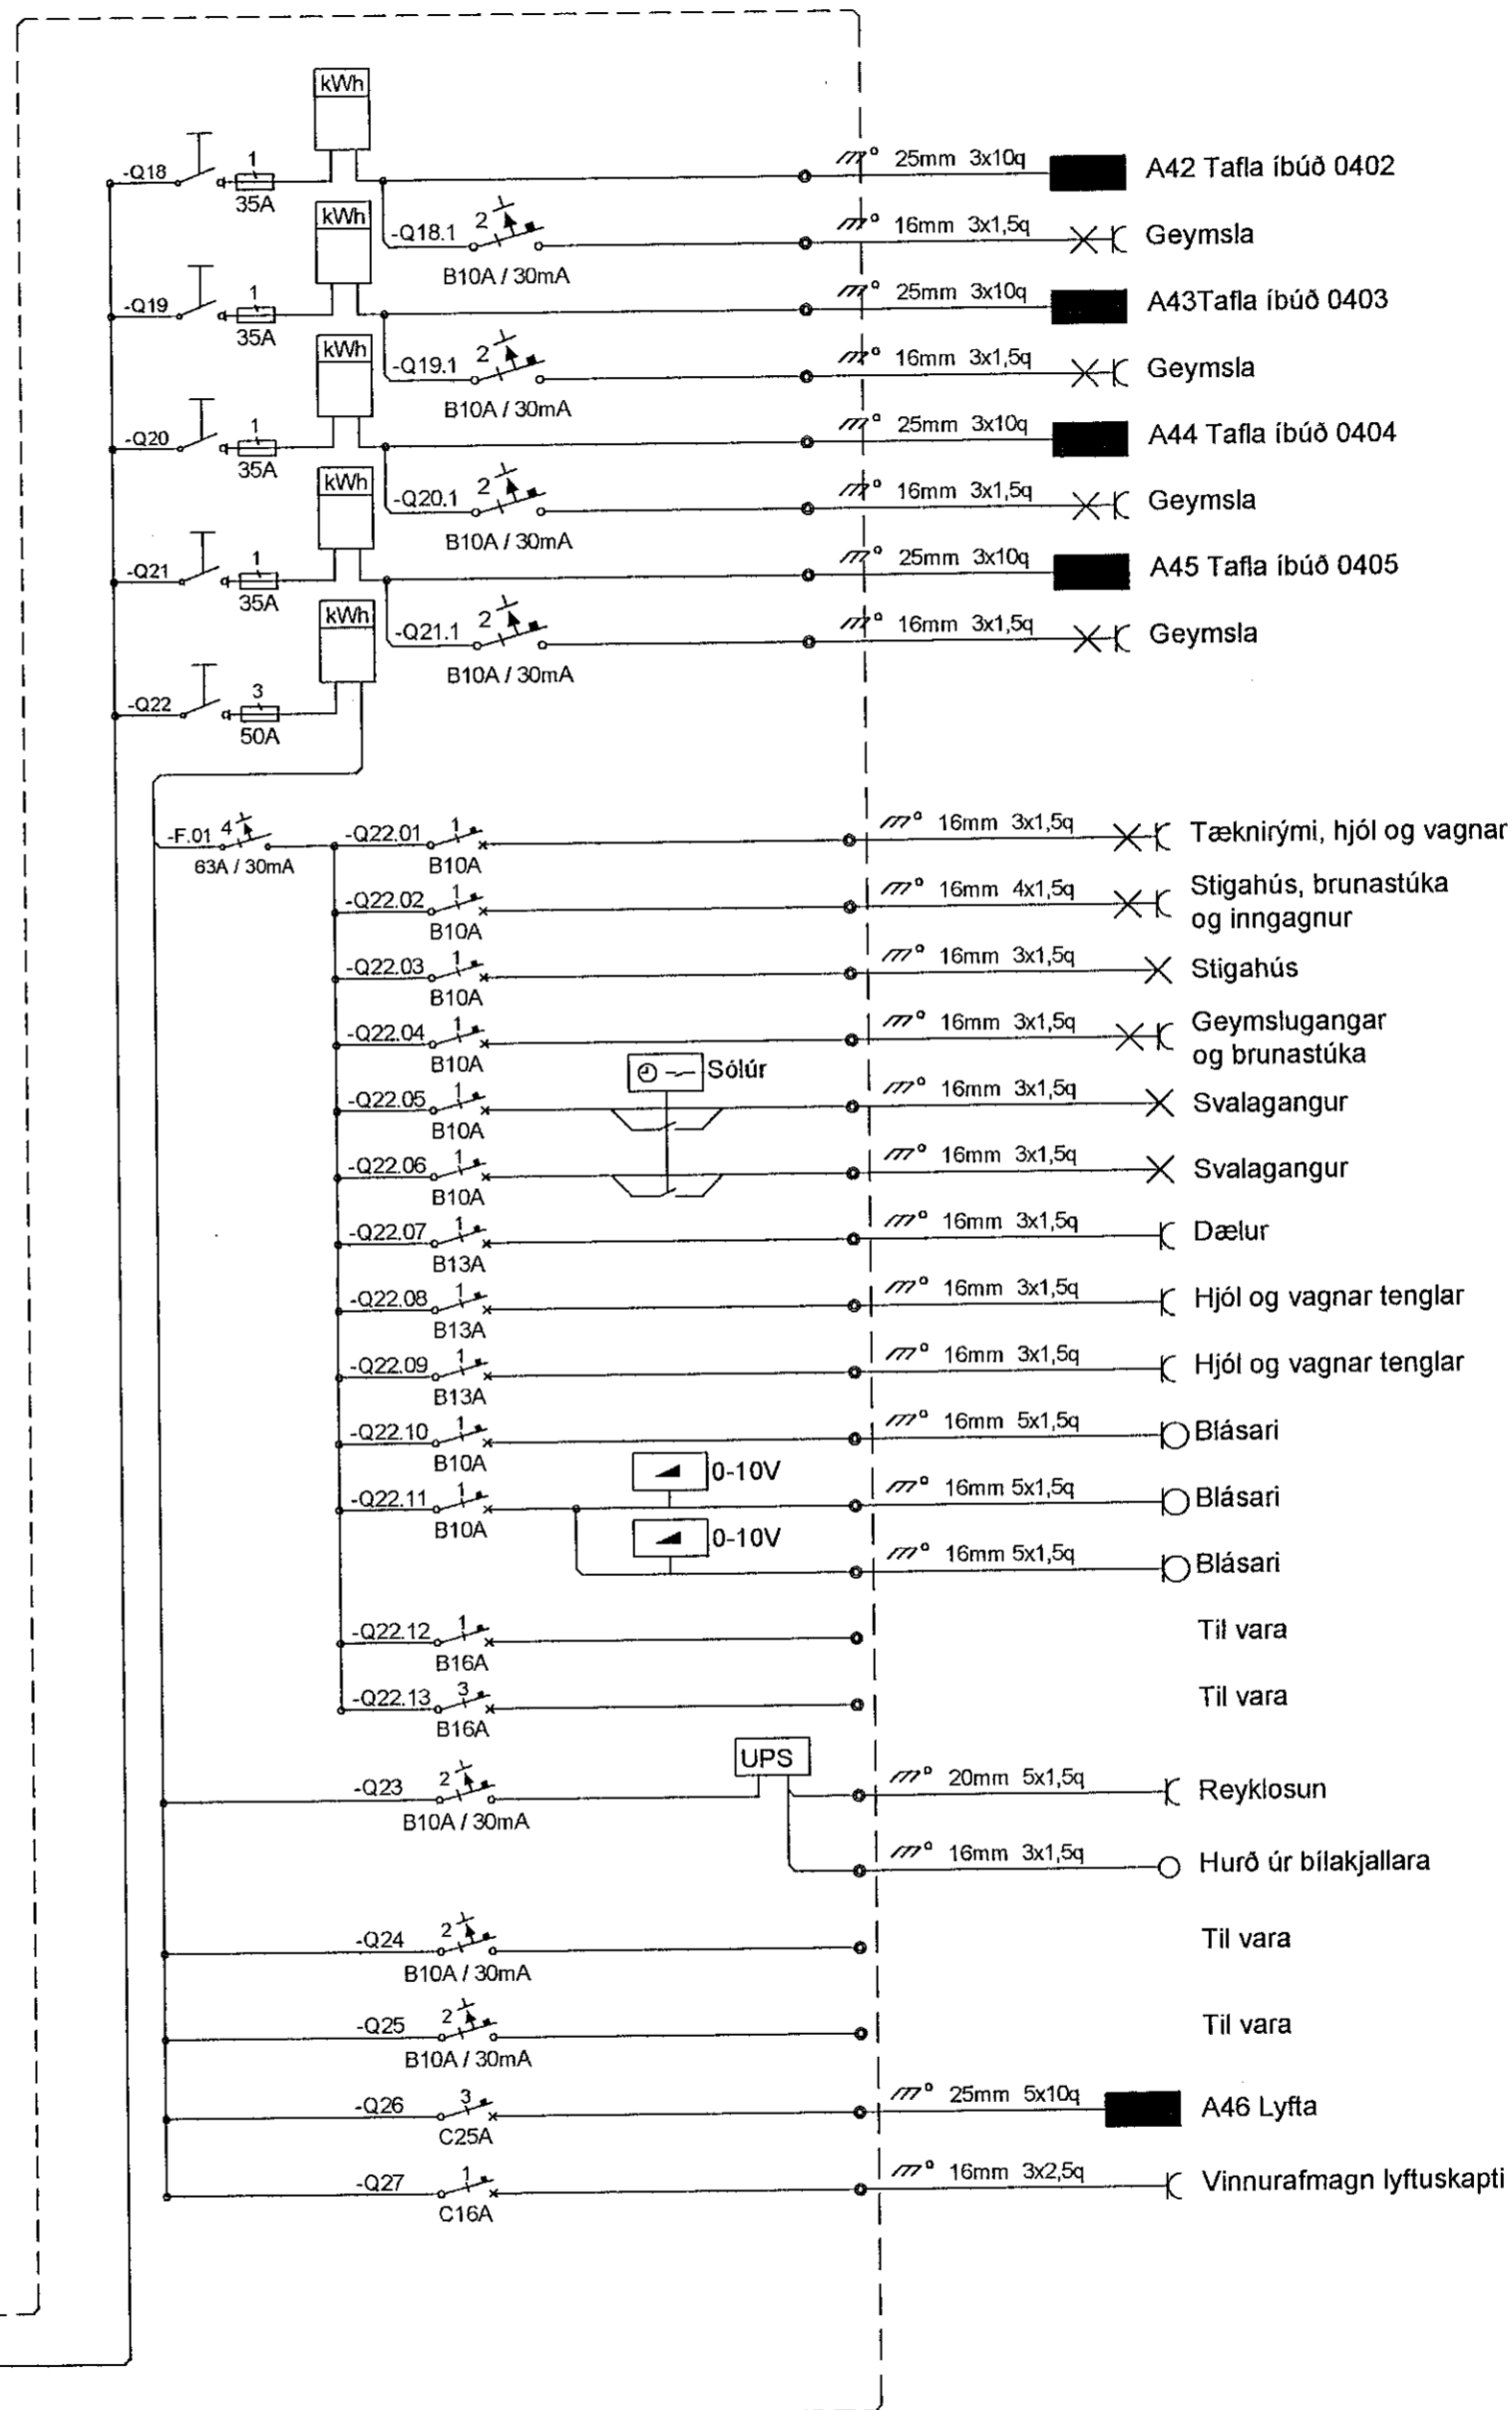 kWh
-Q18 1 35A 25mm 3x10q A42 Tafla íbúð 0402
-Q18.1 2 B10A / 30mA 16mm 3x1,5q Geymsla
kWh
-Q19 1 35A 25mm 3x10q A43Tafla íbúð 0403
-Q19.1 2 B10A / 30mA 16mm 3x1,5q Geymsla
kWh
-Q20 1 35A 25mm 3x10q A44 Tafla íbúð 0404
-Q20.1 2 B10A / 30mA 16mm 3x1,5q Geymsla
kWh
-Q21 1 35A 25mm 3x10q A45 Tafla íbúð 0405
-Q21.1 2 B10A / 30mA 16mm 3x1,5q Geymsla
kWh
-Q22 3 50A
-F.01 4 63A / 30mA
-Q22.01 1 B10A 16mm 3x1,5q Tæknirými, hjól og vagnar
-Q22.02 1 B10A 16mm 4x1,5q Stigahús, brunastúka
og inngagnur
-Q22.03 1 B10A 16mm 3x1,5q Stigahús
-Q22.04 1 B10A 16mm 3x1,5q Geymslugangar
og brunastúka
Sólúr
-Q22.05 1 B10A 16mm 3x1,5q Svalagangur
-Q22.06 1 B10A 16mm 3x1,5q Svalagangur
-Q22.07 1 B13A 16mm 3x1,5q Dælur
-Q22.08 1 B13A 16mm 3x1,5q Hjól og vagnar tenglar
-Q22.09 1 B13A 16mm 3x1,5q Hjól og vagnar tenglar
-Q22.10 1 B10A 16mm 5x1,5q Blásari
0-10V
-Q22.11 1 B10A 16mm 5x1,5q Blásari
0-10V
16mm 5x1,5q Blásari
-Q22.12 1 B16A Til vara
-Q22.13 3 B16A Til vara
UPS
-Q23 2 B10A / 30mA 20mm 5x1,5q Reyklosun
16mm 3x1,5q Hurð úr bílakjallara
-Q24 2 B10A / 30mA Til vara
-Q25 2 B10A / 30mA Til vara
-Q26 3 C25A 25mm 5x10q A46 Lyfta
-Q27 1 C16A 16mm 3x2,5q Vinnurafmagn lyftuskapti